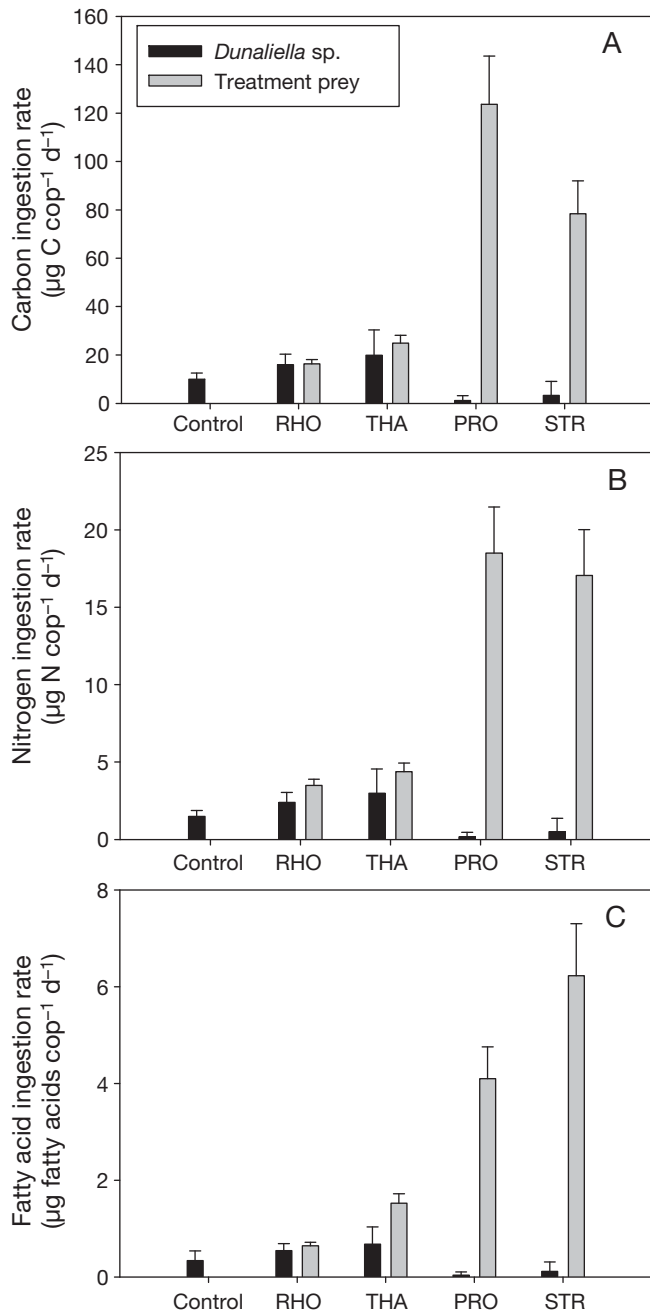 A
Dunaliella sp.
Treatment prey
Carbon ingestion rate
(µg C cop⁻¹ d⁻¹)
160
140
120
100
80
60
40
20
0
Control RHO THA PRO STR
B
Nitrogen ingestion rate
(µg N cop⁻¹ d⁻¹)
25
20
15
10
5
0
Control RHO THA PRO STR
C
Fatty acid ingestion rate
(µg fatty acids cop⁻¹ d⁻¹)
8
6
4
2
0
Control RHO THA PRO STR